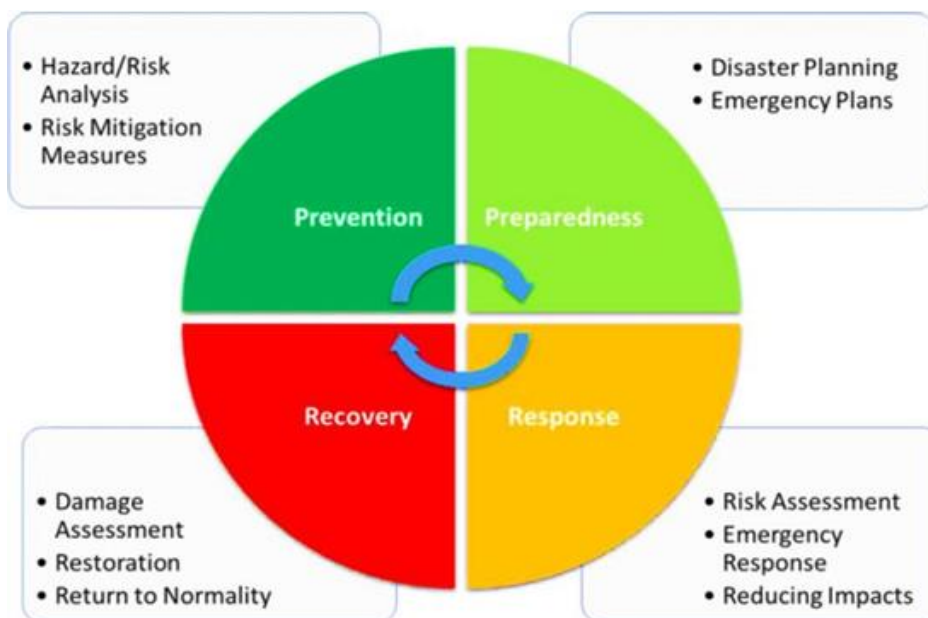 • Hazard/Risk
Analysis
• Risk Mitigation
Measures
• Disaster Planning
• Emergency Plans
Prevention
Preparedness
Recovery
Response
• Damage
Assessment
• Restoration
• Return to Normality
• Risk Assessment
• Emergency
Response
• Reducing Impacts